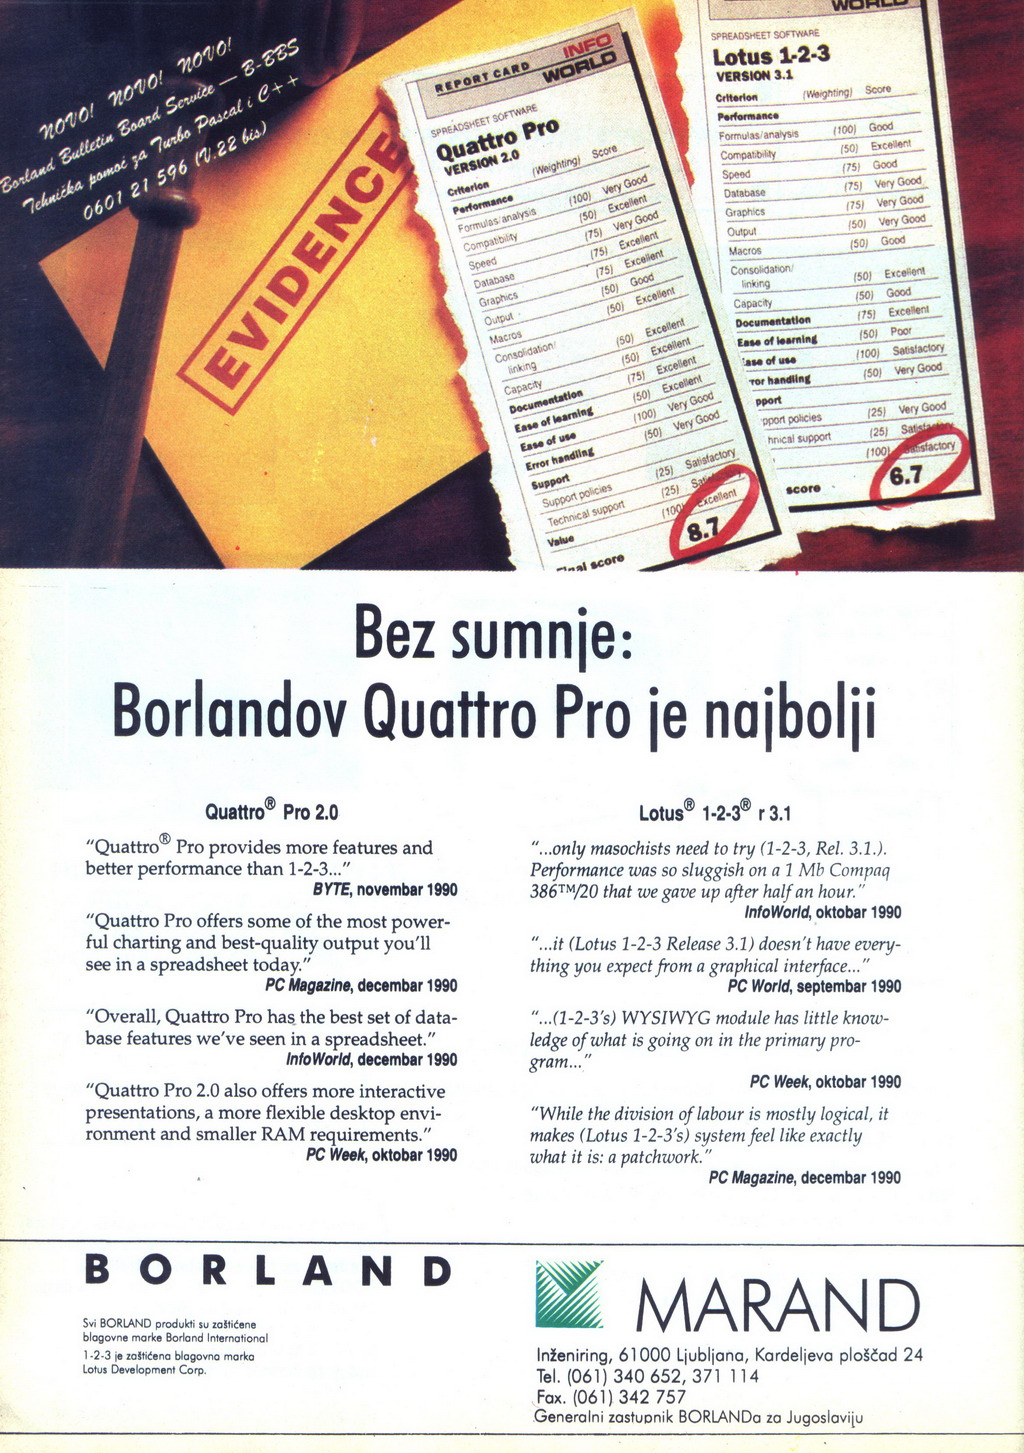 NOVO! NOVO! NOVO!
Borland Bulletin Board Service — B-BBS
Tehnička pomoć za Turbo Pascal i C++
0601 21 596 (V.22 bis.)
EVIDENCE
REPORT CARD
INFO
WORLD
SPREADSHEET SOFTWARE
Quattro Pro
VERSION 2.0
Criterion (Weighting) Score
Performance
Formulas/analysis (100) Very Good
Compatibility (50) Excellent
Speed (75) Very Good
Database (75) Excellent
Graphics (75) Excellent
Output (50) Good
Macros (50) Excellent
Consolidation/
linking (50) Excellent
Capacity (50) Excellent
Documentation (75) Excellent
Ease of learning (50) Excellent
Ease of use (100) Very Good
Error handling (50) Very Good
Support
Support policies (25) Satisfactory
Technical support (25) Satisfactory
Value (100) Excellent
Final score 8.7
WORLD
SPREADSHEET SOFTWARE
Lotus 1-2-3
VERSION 3.1
Criterion (Weighting) Score
Performance
Formulas/analysis (100) Good
Compatibility (50) Excellent
Speed (75) Good
Database (75) Very Good
Graphics (75) Very Good
Output (50) Very Good
Macros (50) Good
Consolidation/
linking (50) Excellent
Capacity (50) Good
Documentation (75) Excellent
Ease of learning (50) Poor
ase of use (100) Satisfactory
ror handling (50) Very Good
pport
pport policies (25) Very Good
hnical support (25) Satisfactory
(100) Satisfactory
score 6.7
Bez sumnje:
Borlandov Quattro Pro je najbolji
Quattro® Pro 2.0
"Quattro® Pro provides more features and
better performance than 1-2-3..."
BYTE, novembar 1990
"Quattro Pro offers some of the most power-
ful charting and best-quality output you'll
see in a spreadsheet today."
PC Magazine, decembar 1990
"Overall, Quattro Pro has the best set of data-
base features we've seen in a spreadsheet."
InfoWorld, decembar 1990
"Quattro Pro 2.0 also offers more interactive
presentations, a more flexible desktop envi-
ronment and smaller RAM requirements."
PC Week, oktobar 1990
Lotus® 1-2-3® r 3.1
"...only masochists need to try (1-2-3, Rel. 3.1.).
Performance was so sluggish on a 1 Mb Compaq
386™/20 that we gave up after half an hour."
InfoWorld, oktobar 1990
"...it (Lotus 1-2-3 Release 3.1) doesn't have every-
thing you expect from a graphical interface..."
PC World, septembar 1990
"...(1-2-3's) WYSIWYG module has little know-
ledge of what is going on in the primary pro-
gram..."
PC Week, oktobar 1990
"While the division of labour is mostly logical, it
makes (Lotus 1-2-3's) system feel like exactly
what it is: a patchwork."
PC Magazine, decembar 1990
BORLAND
Svi BORLAND produkti su zaštićene
blagovne marke Borland International
1-2-3 je zaštićena blagovna marka
Lotus Development Corp.
MARAND
Inženiring, 61000 Ljubljana, Kardeljeva ploščad 24
Tel. (061) 340 652, 371 114
Fax. (061) 342 757
Generalni zastupnik BORLANDa za Jugoslaviju